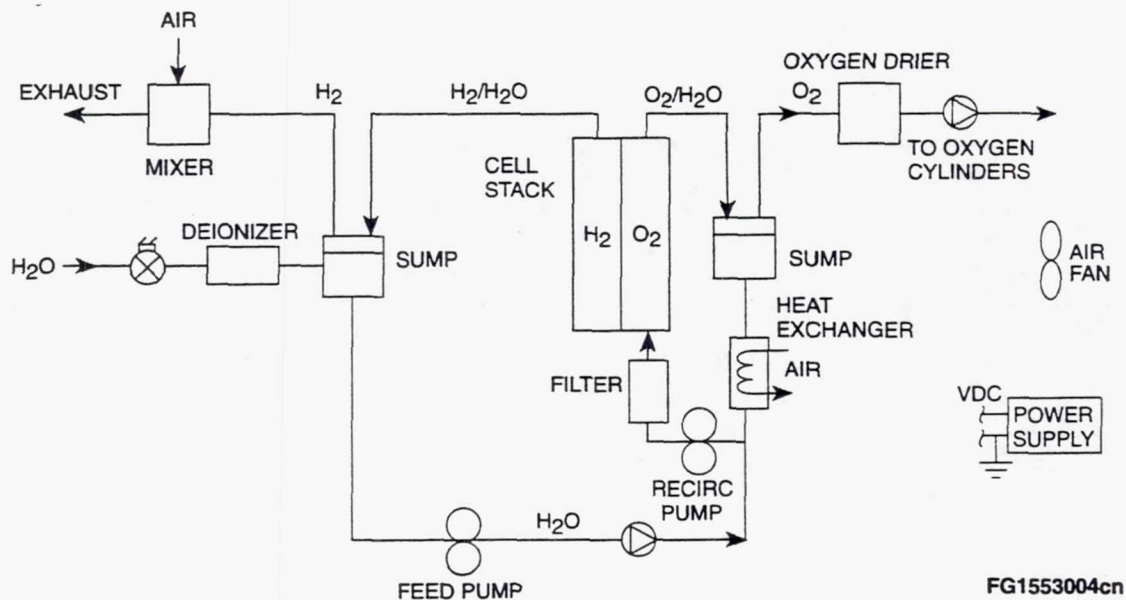 AIR
EXHAUST
H2
H2/H2O
O2/H2O
OXYGEN DRIER
O2
MIXER
CELL
STACK
TO OXYGEN
CYLINDERS
H2
O2
DEIONIZER
H2O
SUMP
SUMP
AIR
FAN
HEAT
EXCHANGER
AIR
FILTER
VDC
POWER
SUPPLY
RECIRC
PUMP
H2O
FEED PUMP
FG1553004cn